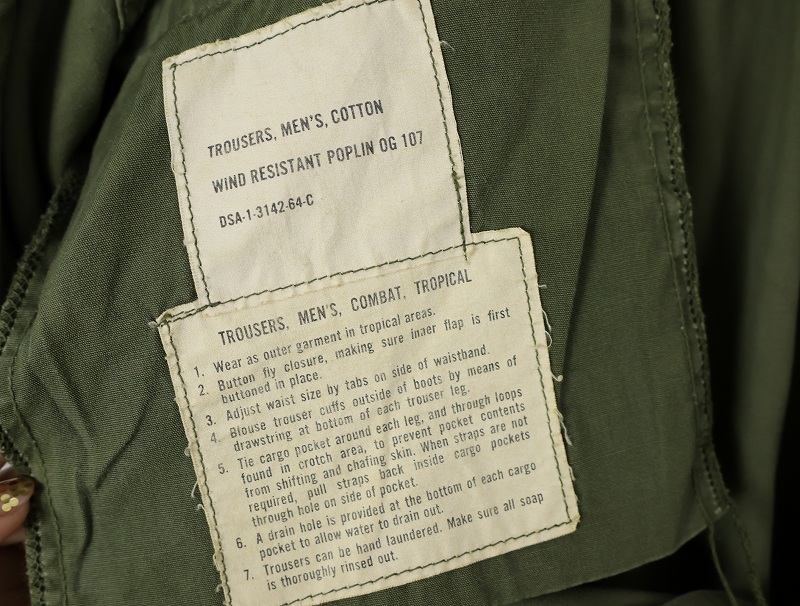 TROUSERS, MEN'S, COTTON
WIND RESISTANT POPLIN OG 107
DSA-1-3142-64-C
TROUSERS, MEN'S, COMBAT, TROPICAL
1. Wear as outer garment in tropical areas.
2. Button fly closure, making sure inner flap is first
buttoned in place.
3. Adjust waist size by tabs on side of waistband.
4. Blouse trouser cuffs outside of boots by means of
drawstring at bottom of each trouser leg.
5. Tie cargo pocket around each leg, and through loops
found in crotch area, to prevent pocket contents
from shifting and chafing skin. When straps are not
required, pull straps back inside cargo pockets
through hole on side of pocket.
6. A drain hole is provided at the bottom of each cargo
pocket to allow water to drain out.
7. Trousers can be hand laundered. Make sure all soap
is thoroughly rinsed out.